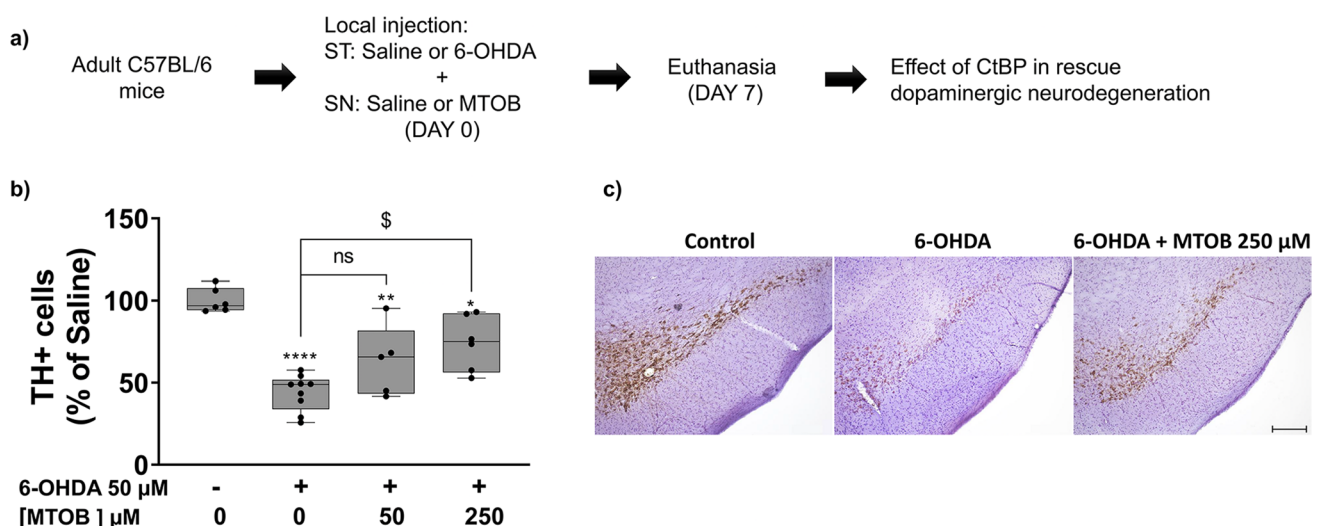 a)
Adult C57BL/6
mice
Local injection:
ST: Saline or 6-OHDA
+
SN: Saline or MTOB
(DAY 0)
Euthanasia
(DAY 7)
Effect of CtBP in rescue
dopaminergic neurodegeneration
b)
TH+ cells
(% of Saline)
150
100
50
0
$
ns
****
**
*
6-OHDA 50 µM - + + +
[MTOB ] µM 0 0 50 250
c)
Control
6-OHDA
6-OHDA + MTOB 250 µM